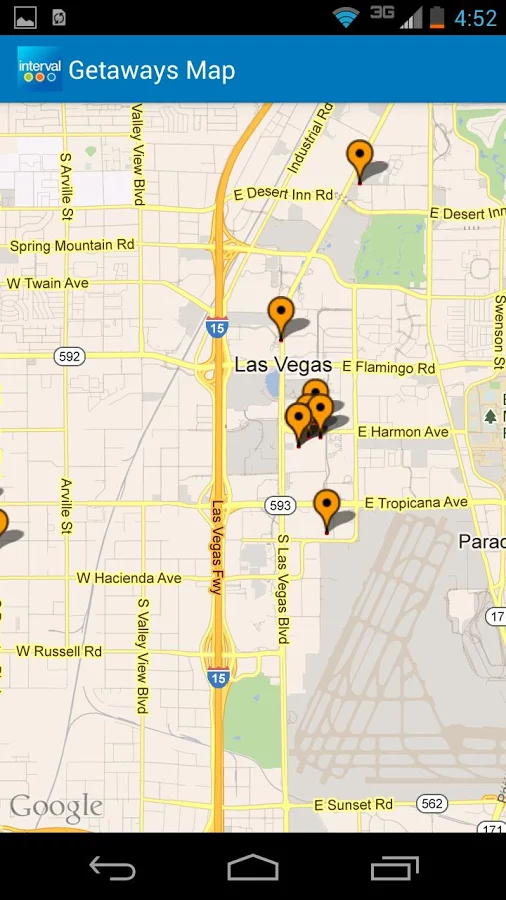 3G
4:52
interval
Getaways Map
Valley View Blvd
Industrial Rd
S Arville St
E Desert Inn Rd
E Desert Inn
Spring Mountain Rd
W Twain Ave
Swenson St
15
592
Las Vegas
E Flamingo Rd
E Harmon Ave
Arville St
593
E Tropicana Ave
Las Vegas Fwy
S Las Vegas Blvd
Parad
W Hacienda Ave
S Valley View Blvd
17
W Russell Rd
15
Google
E Sunset Rd
562
171